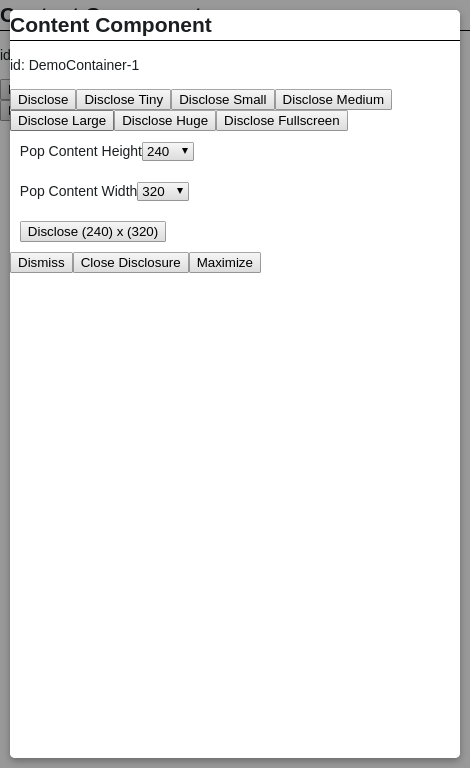 Content Component
id: DemoContainer-1
Disclose Disclose Tiny Disclose Small Disclose Medium
Disclose Large Disclose Huge Disclose Fullscreen
Pop Content Height 240
Pop Content Width 320
Disclose (240) x (320)
Dismiss Close Disclosure Maximize